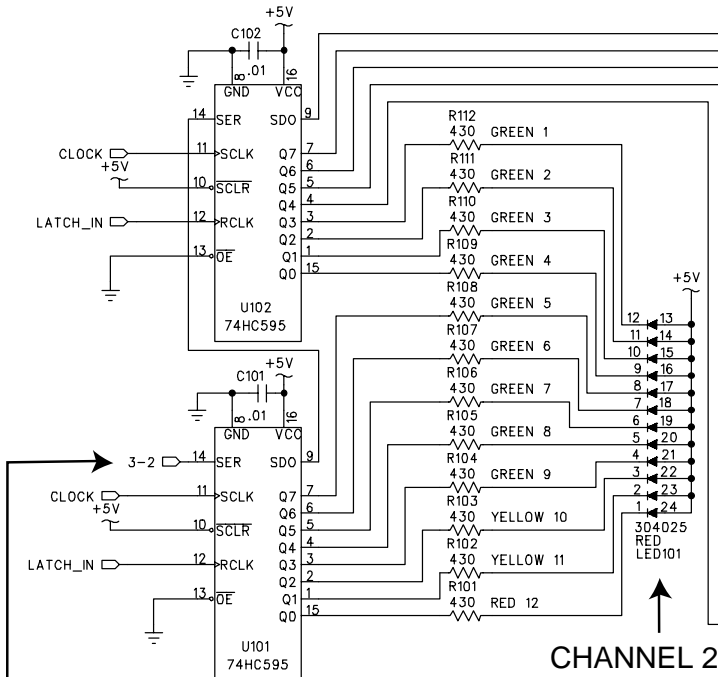 +5V
C102
.01
8
16
GND
VCC
14
SER
SDO
9
CLOCK
11
SCLK
Q7
7
+5V
Q6
6
10
SCLR
Q5
5
Q4
4
LATCH_IN
12
RCLK
Q3
3
Q2
2
13
OE
Q1
1
Q0
15
U102
74HC595
R112
430
GREEN 1
R111
430
GREEN 2
R110
430
GREEN 3
R109
430
GREEN 4
R108
430
GREEN 5
R107
430
GREEN 6
R106
430
GREEN 7
R105
430
GREEN 8
R104
430
GREEN 9
R103
430
YELLOW 10
R102
430
YELLOW 11
R101
430
RED 12
+5V
12 13
11 14
10 15
9 16
8 17
7 18
6 19
5 20
4 21
3 22
2 23
1 24
304025
RED
LED101
+5V
C101
.01
8
16
GND
VCC
3-2
14
SER
SDO
9
CLOCK
11
SCLK
Q7
7
+5V
Q6
6
10
SCLR
Q5
5
Q4
4
LATCH_IN
12
RCLK
Q3
3
Q2
2
13
OE
Q1
1
Q0
15
U101
74HC595
CHANNEL 2